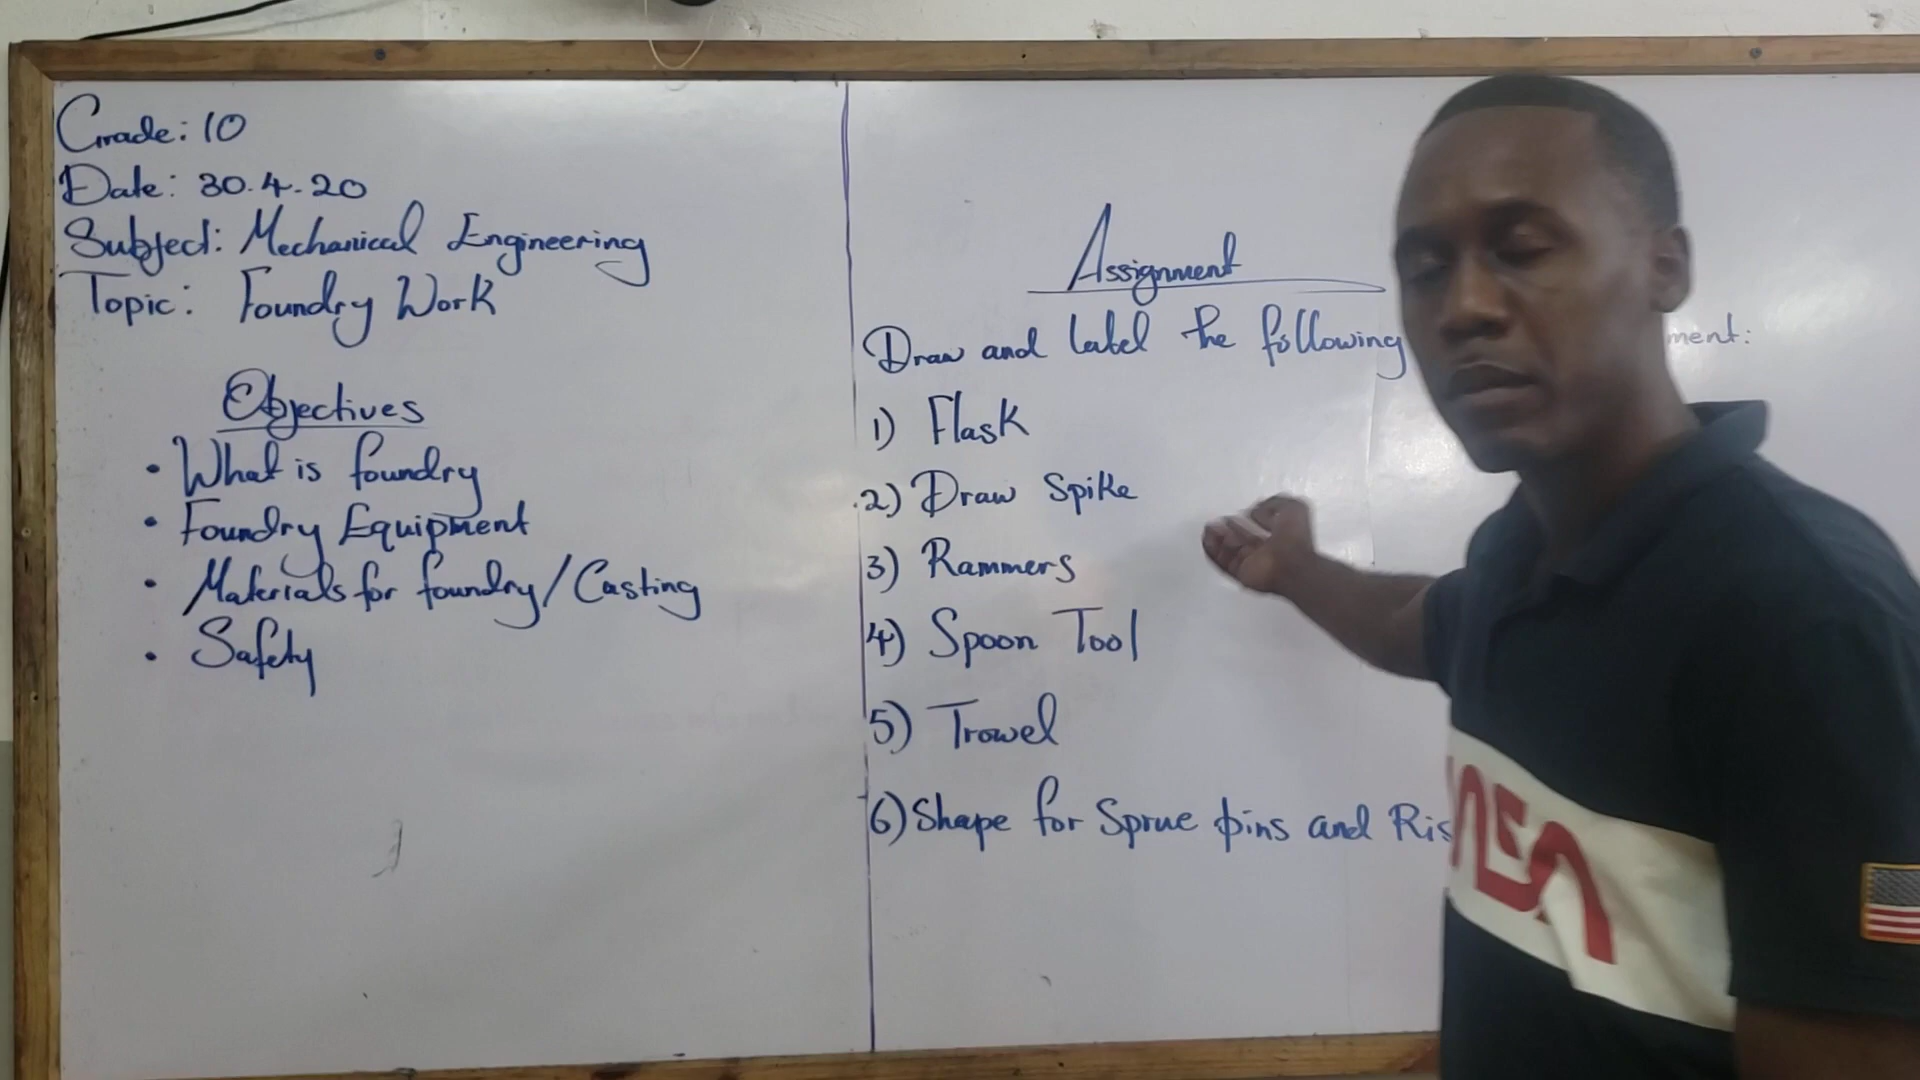 Grade: 10
Date: 30.4.20
Subject: Mechanical Engineering
Topic: Foundry Work
Objectives
• What is foundry
• Foundry Equipment
• Materials for foundry/Casting
• Safety
Assignment
Draw and label the following ment:
1) Flask
2) Draw Spike
3) Rammers
4) Spoon Tool
5) Trowel
6) Shape for Sprue pins and Ris
NASA